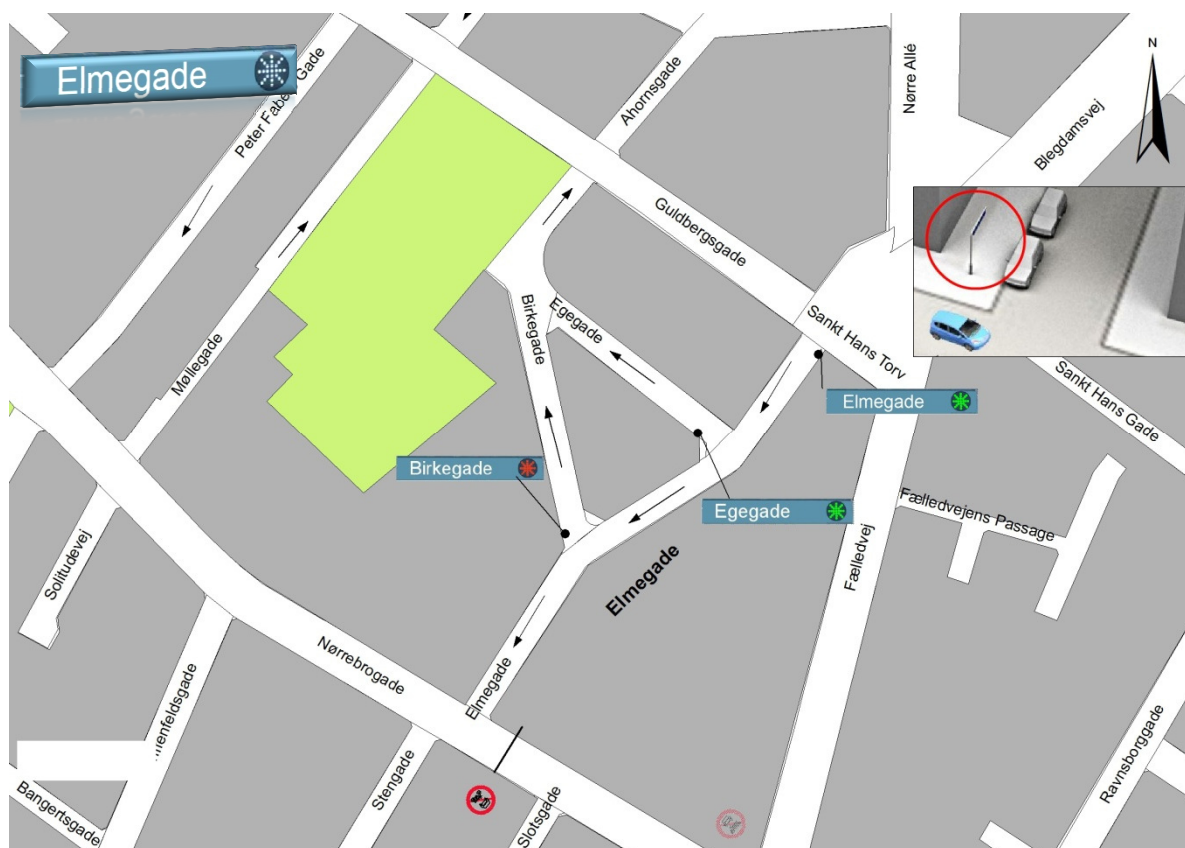 Elmegade
Peter Fabers Gade
Ahornsgade
Nørre Allé
N
Blegdamsvej
Guldbergsgade
Birkegade
Egegade
Sankt Hans Torv
Møllegade
Sankt Hans Gade
Elmegade
Birkegade
Egegade
Fælledvejens Passage
Solitudevej
Elmegade
Fælledvej
Nørrebrogade
Elmegade
Stengade
Slotsgade
Bangertsgade
Ravnsborggade